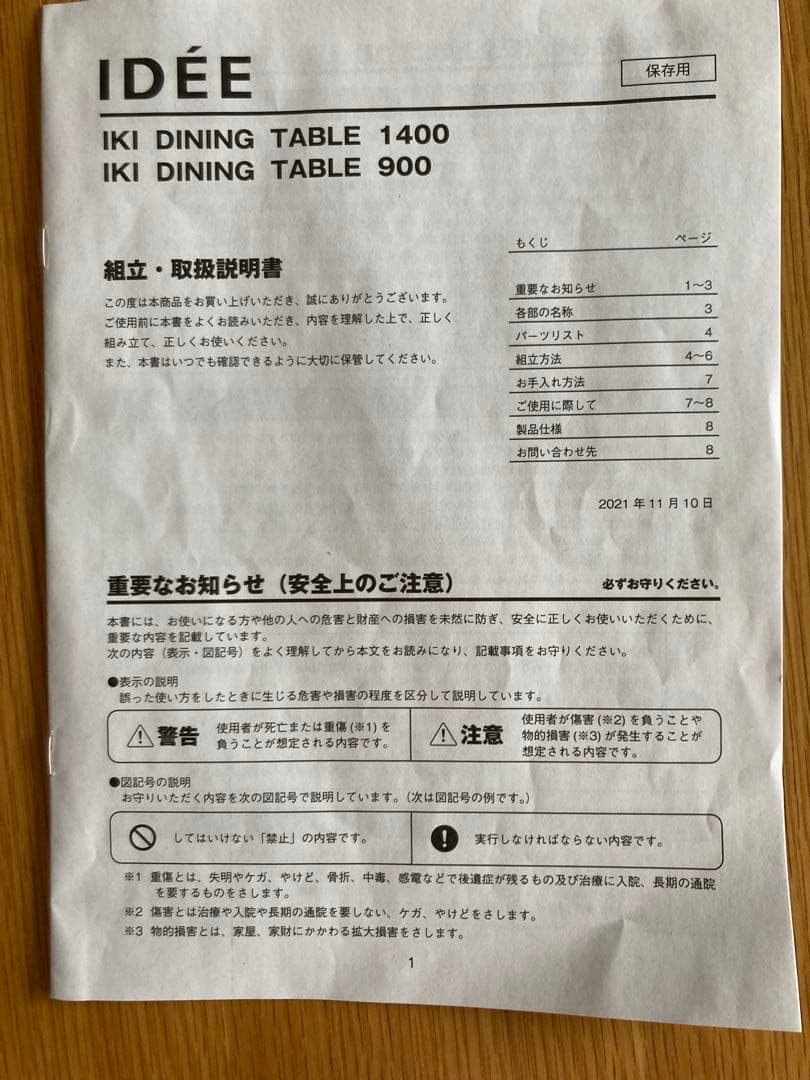 IDÉE
保存用
IKI DINING TABLE 1400
IKI DINING TABLE 900
組立・取扱説明書
この度は本商品をお買い上げいただき、誠にありがとうございます。
ご使用前に本書をよくお読みいただき、内容を理解した上で、正しく
組み立て、正しくお使いください。
また、本書はいつでも確認できるように大切に保管してください。
もくじ ページ
重要なお知らせ 1〜3
各部の名称 3
パーツリスト 4
組立方法 4〜6
お手入れ方法 7
ご使用に際して 7〜8
製品仕様 8
お問い合わせ先 8
2021年11月10日
重要なお知らせ（安全上のご注意） 必ずお守りください。
本書には、お使いになる方や他の人への危害と財産への損害を未然に防ぎ、安全に正しくお使いいただくために、
重要な内容を記載しています。
次の内容（表示・図記号）をよく理解してから本文をお読みになり、記載事項をお守りください。
●表示の説明
誤った使い方をしたときに生じる危害や損害の程度を区分して説明しています。
警告
使用者が死亡または重傷(※1)を
負うことが想定される内容です。
注意
使用者が傷害(※2)を負うことや
物的損害(※3)が発生することが
想定される内容です。
●図記号の説明
お守りいただく内容を次の図記号で説明しています。（次は図記号の例です。）
してはいけない「禁止」の内容です。
実行しなければならない内容です。
※1 重傷とは、失明やケガ、やけど、骨折、中毒、感電などで後遺症が残るもの及び治療に入院、長期の通院
を要するものをさします。
※2 傷害とは治療や入院や長期の通院を要しない、ケガ、やけどをさします。
※3 物的損害とは、家屋、家財にかかわる拡大損害をさします。
1